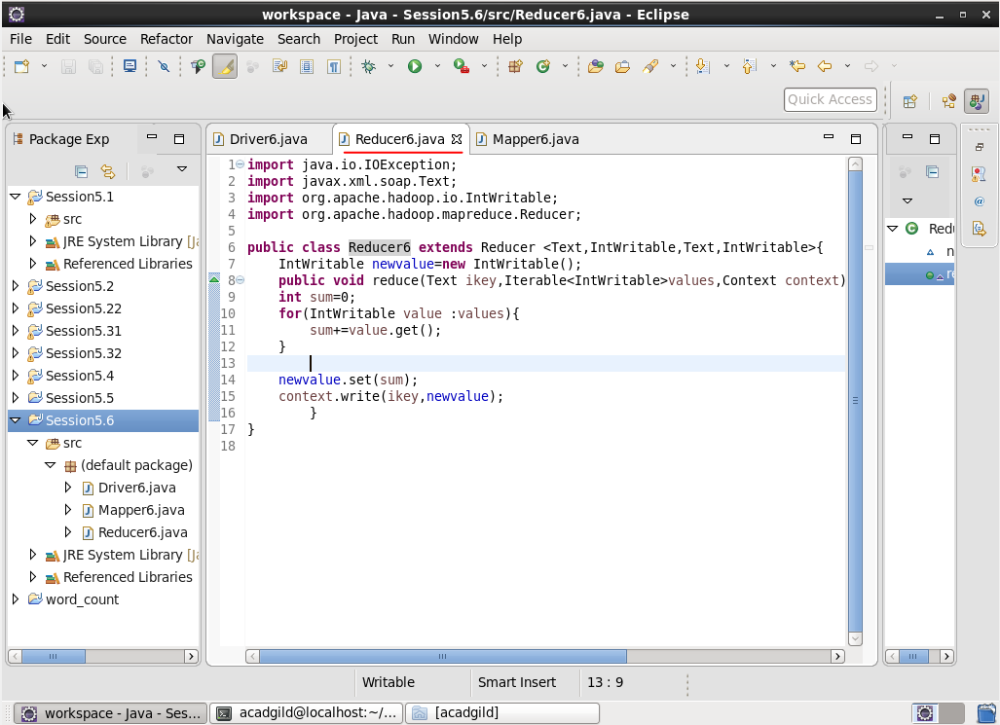 workspace - Java - Session5.6/src/Reducer6.java - Eclipse
File Edit Source Refactor Navigate Search Project Run Window Help
Quick Access
Package Exp
Session5.1
src
JRE System Library [Ja
Referenced Libraries
Session5.2
Session5.22
Session5.31
Session5.32
Session5.4
Session5.5
Session5.6
src
(default package)
Driver6.java
Mapper6.java
Reducer6.java
JRE System Library [Ja
Referenced Libraries
word_count
Driver6.java Reducer6.java Mapper6.java
1 import java.io.IOException;
2 import javax.xml.soap.Text;
3 import org.apache.hadoop.io.IntWritable;
4 import org.apache.hadoop.mapreduce.Reducer;
5
6 public class Reducer6 extends Reducer <Text,IntWritable,Text,IntWritable>{
7 IntWritable newvalue=new IntWritable();
8 public void reduce(Text ikey,Iterable<IntWritable>values,Context context)
9 int sum=0;
10 for(IntWritable value :values){
11 sum+=value.get();
12 }
13
14 newvalue.set(sum);
15 context.write(ikey,newvalue);
16 }
17 }
18
Redu
n
re
Writable Smart Insert 13 : 9
workspace - Java - Ses... acadgild@localhost:~/... [acadgild]